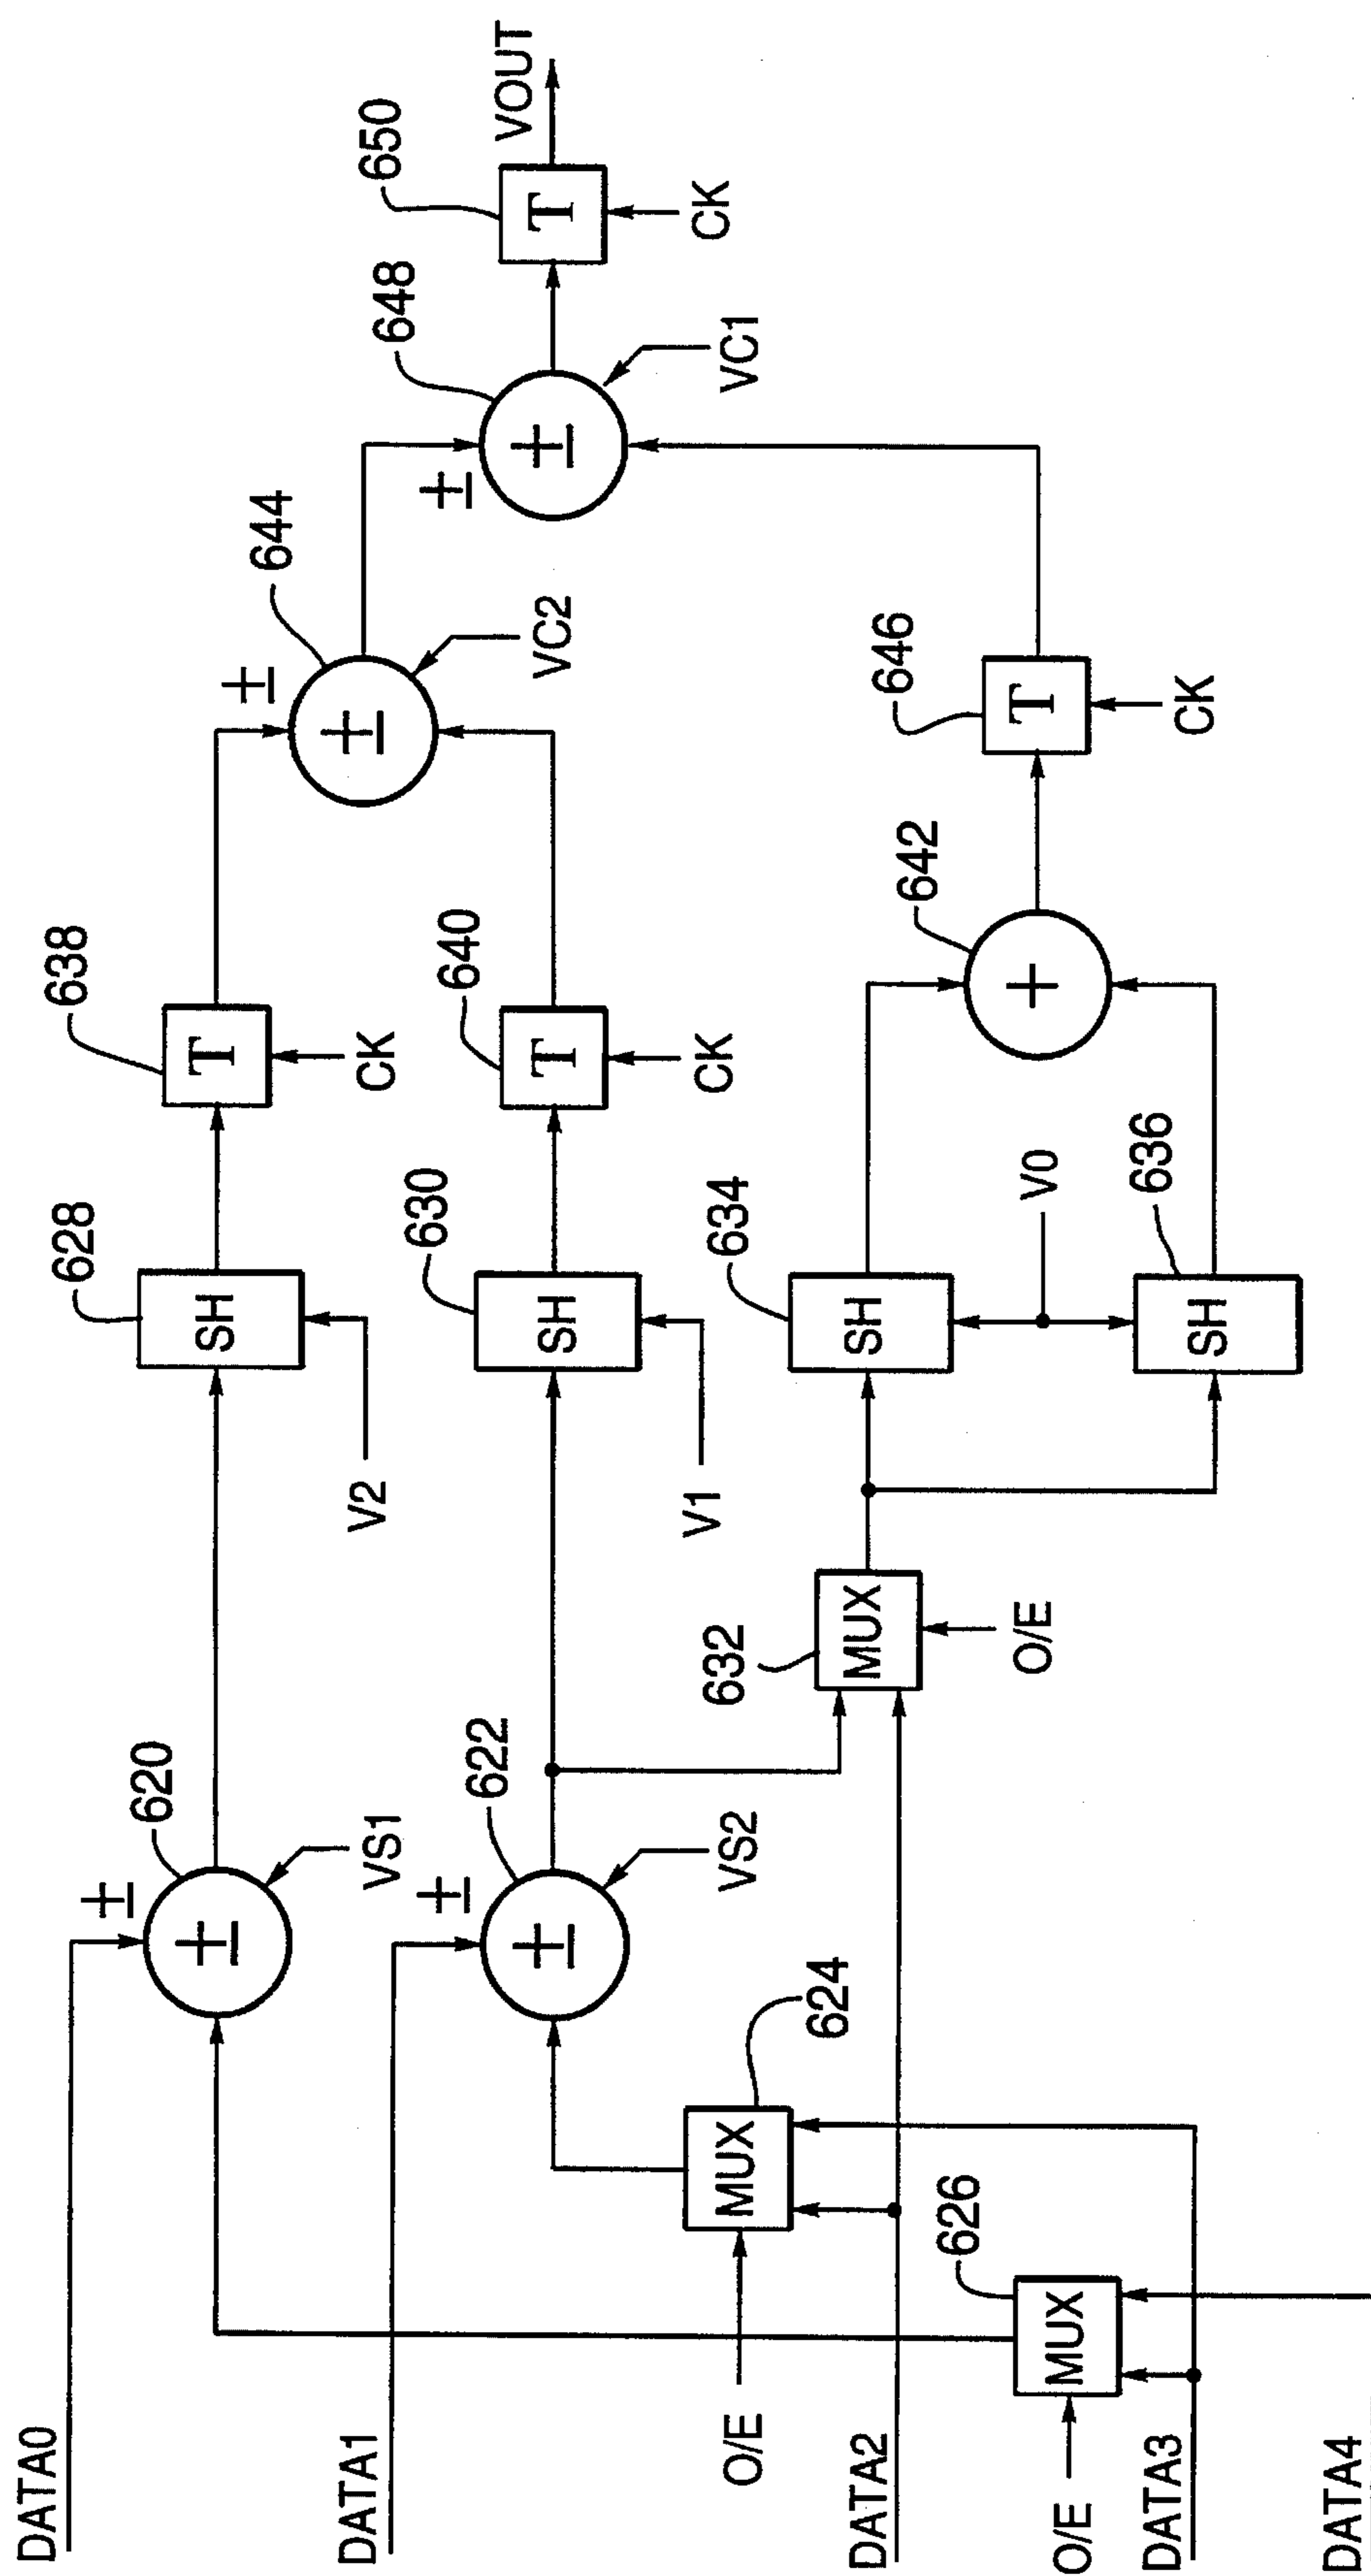 DATA0
DATA1
O/E
DATA2
O/E
DATA3
DATA4
±
±
620
VS1
±
±
622
VS2
MUX
624
MUX
626
632
MUX
O/E
628
SH
V2
630
SH
V1
634
SH
V0
636
SH
638
T
CK
640
T
CK
642
+
644
±
±
VC2
646
T
CK
648
±
±
VC1
650
T
CK
VOUT